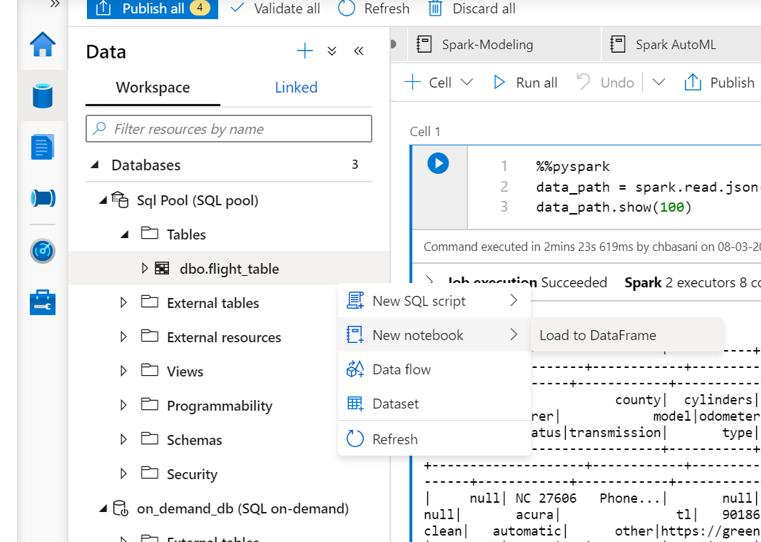 Publish all 4 Validate all Refresh Discard all
Data
Workspace Linked
Filter resources by name
Databases 3
Sql Pool (SQL pool)
Tables
dbo.flight_table
External tables
External resources
Views
Programmability
Schemas
Security
on_demand_db (SQL on-demand)
External tables
New SQL script
New notebook
Load to DataFrame
Data flow
Dataset
Refresh
Spark-Modeling Spark AutoML
Cell Run all Undo Publish
Cell 1
1 %%pyspark
2 data_path = spark.read.json(
3 data_path.show(100)
Command executed in 2mins 23s 619ms by chbasani on 08-03-20
Job execution Succeeded Spark 2 executors 8 co
county| cylinders|
rer| model|odometer
atus|transmission| type|
| null| NC 27606 Phone...| null|
null| acura| tl| 90186
clean| automatic| other|https://green